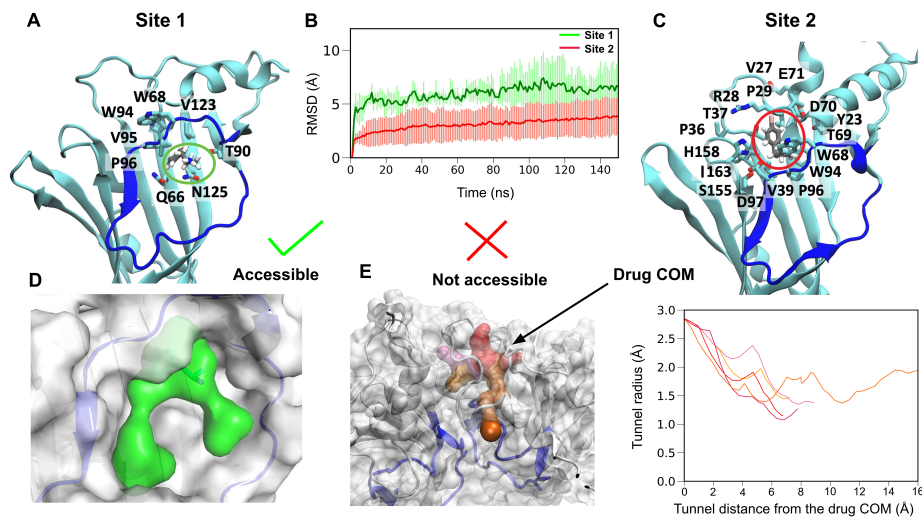 A
Site 1
W68
V123
W94
V95
T90
P96
Q66
N125
B
Site 1
Site 2
10
5
0
RMSD (Å)
0
20
40
60
80
100
120
140
Time (ns)
C
Site 2
V27
E71
R28
P29
D70
T37
Y23
P36
T69
H158
W68
I163
W94
S155
V39
P96
D97
Accessible
Not accessible
Drug COM
D
E
3.0
2.5
2.0
1.5
1.0
0.5
0.0
Tunnel radius (Å)
0
2
4
6
8
10
12
14
16
Tunnel distance from the drug COM (Å)